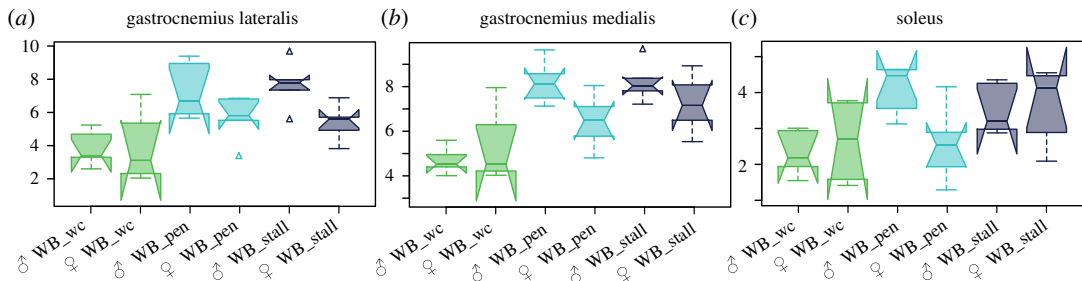 (a) gastrocnemius lateralis
10
8
6
4
2
♂ WB_wc
♀ WB_wc
♂ WB_pen
♀ WB_pen
♂ WB_stall
♀ WB_stall
(b) gastrocnemius medialis
8
6
4
♂ WB_wc
♀ WB_wc
♂ WB_pen
♀ WB_pen
♂ WB_stall
♀ WB_stall
(c) soleus
4
2
♂ WB_wc
♀ WB_wc
♂ WB_pen
♀ WB_pen
♂ WB_stall
♀ WB_stall